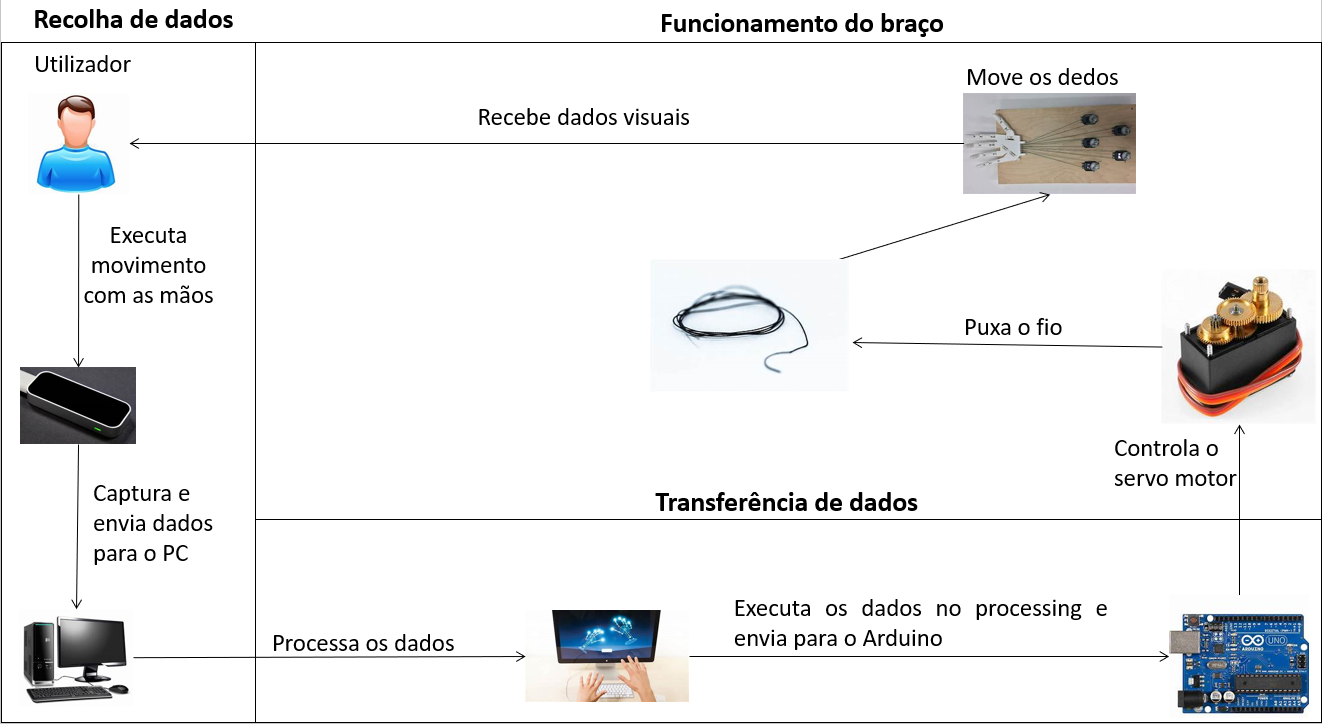 Recolha de dados
Funcionamento do braço
Utilizador
Move os dedos
Recebe dados visuais
Executa
movimento
com as mãos
Puxa o fio
Controla o
servo motor
Captura e
envia dados
para o PC
Transferência de dados
Processa os dados
Executa os dados no processing e
envia para o Arduino
UNO
ARDUINO